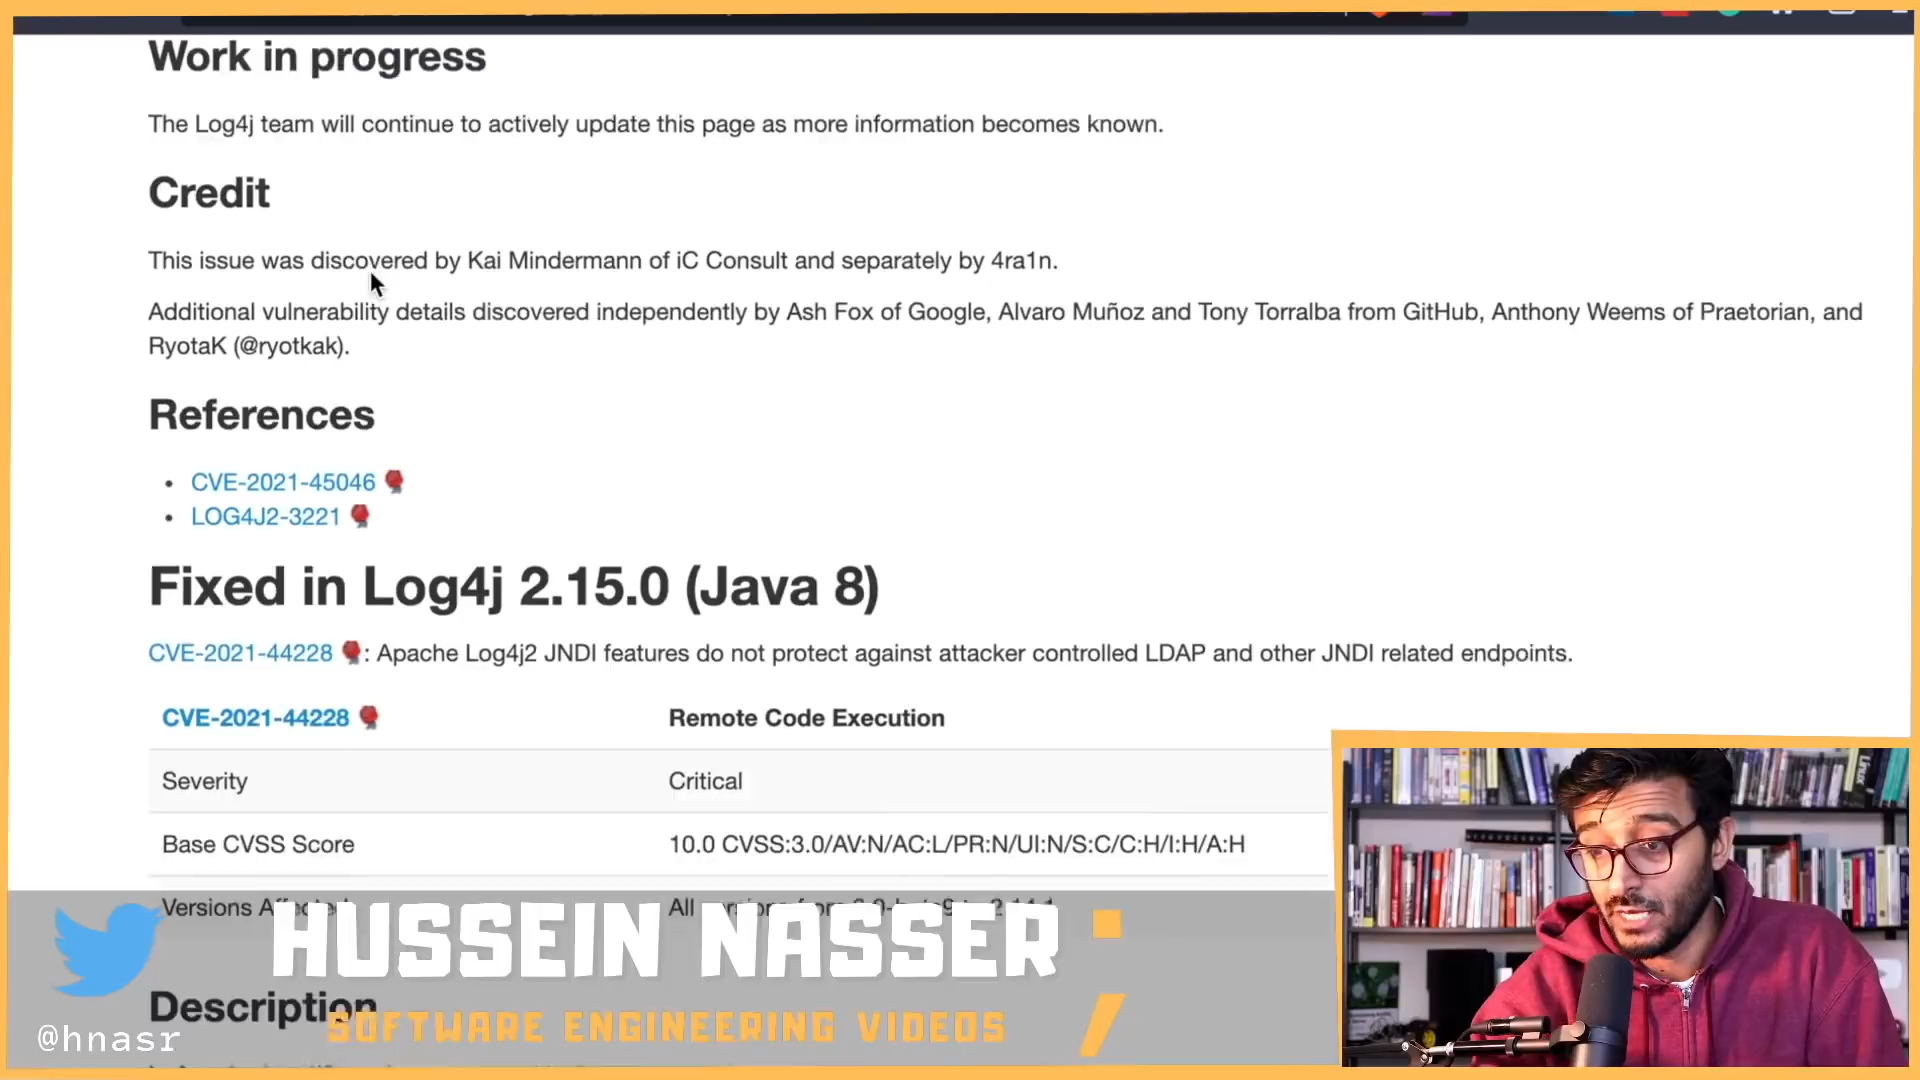 Work in progress
The Log4j team will continue to actively update this page as more information becomes known.
Credit
This issue was discovered by Kai Mindermann of iC Consult and separately by 4ra1n.
Additional vulnerability details discovered independently by Ash Fox of Google, Alvaro Muñoz and Tony Torralba from GitHub, Anthony Weems of Praetorian, and
RyotaK (@ryotkak).
References
• CVE-2021-45046
• LOG4J2-3221
Fixed in Log4j 2.15.0 (Java 8)
CVE-2021-44228 : Apache Log4j2 JNDI features do not protect against attacker controlled LDAP and other JNDI related endpoints.
CVE-2021-44228 Remote Code Execution
Severity Critical
Base CVSS Score 10.0 CVSS:3.0/AV:N/AC:L/PR:N/UI:N/S:C/C:H/I:H/A:H
Versions Affected All versions from
HUSSEIN NASSER
Description
SOFTWARE ENGINEERING VIDEOS
@hnasr
Linux